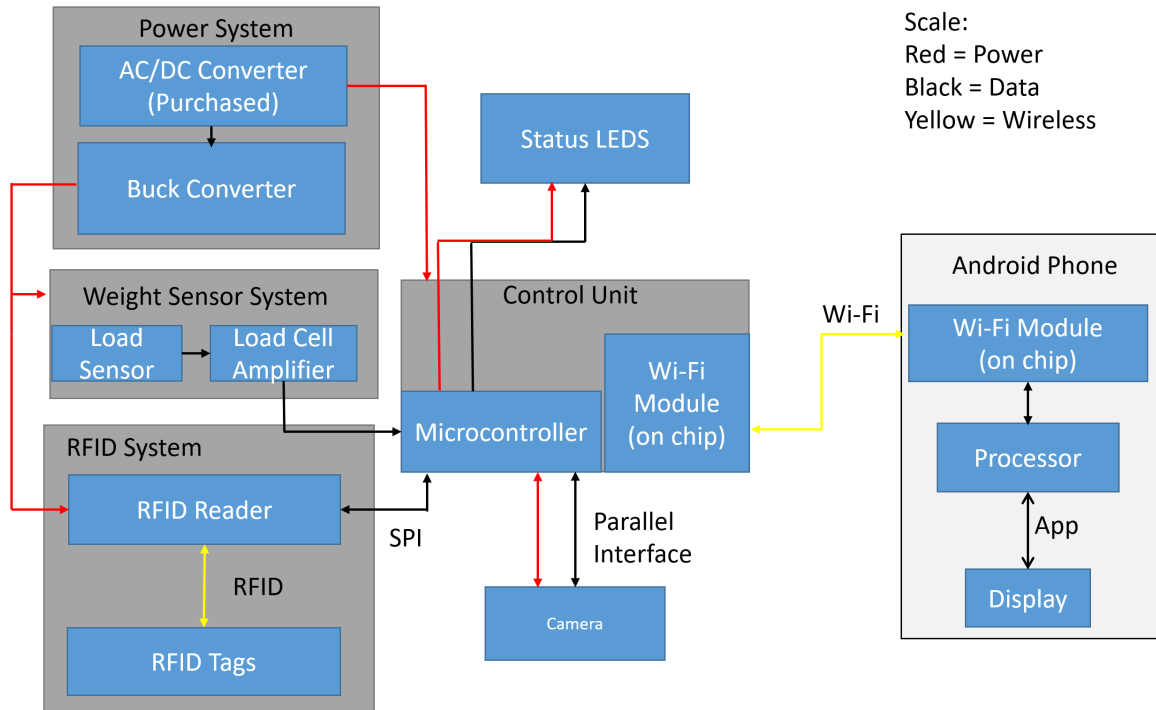 Power System
AC/DC Converter
(Purchased)
Buck Converter
Status LEDS
Scale:
Red = Power
Black = Data
Yellow = Wireless
Weight Sensor System
Load
Sensor
Load Cell
Amplifier
Control Unit
Microcontroller
Wi-Fi
Module
(on chip)
Wi-Fi
Android Phone
Wi-Fi Module
(on chip)
Processor
App
Display
RFID System
RFID Reader
SPI
RFID
RFID Tags
Parallel
Interface
Camera